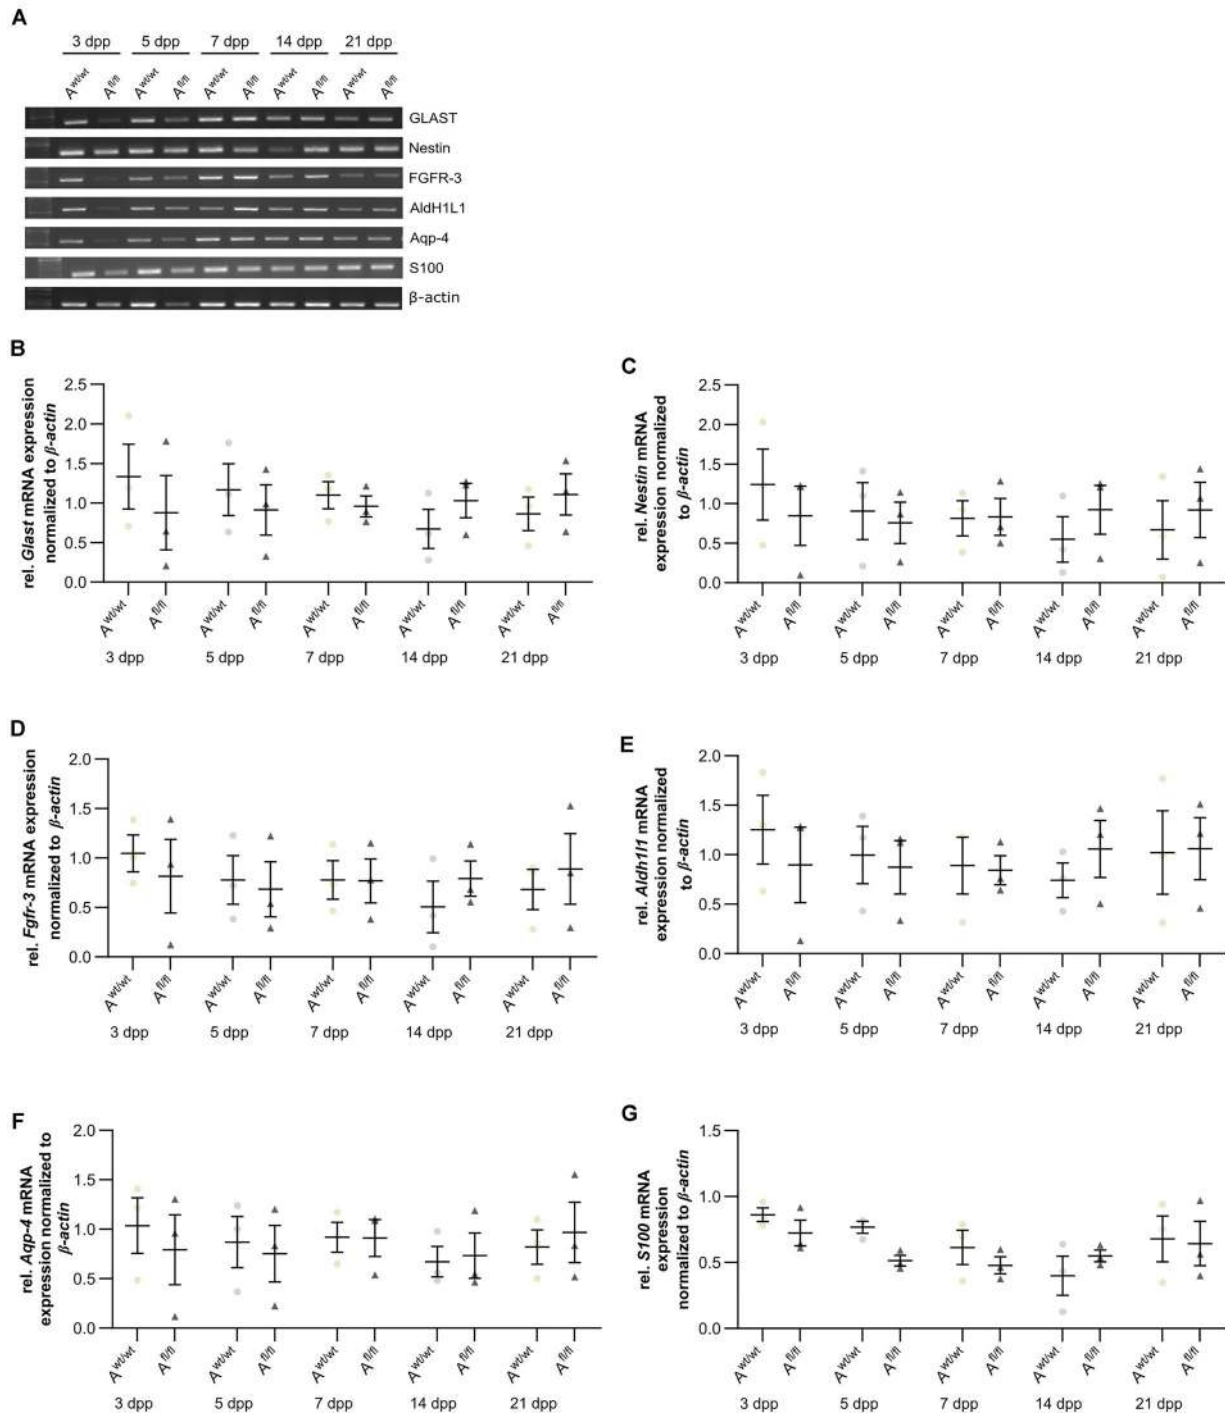 A
3 dpp 5 dpp 7 dpp 14 dpp 21 dpp
A wt/wt A fl/fl A wt/wt A fl/fl A wt/wt A fl/fl A wt/wt A fl/fl A wt/wt A fl/fl
GLAST
Nestin
FGFR-3
AldH1L1
Aqp-4
S100
β-actin
B
rel. Glast mRNA expression
normalized to β-actin
2.5
2.0
1.5
1.0
0.5
0.0
A wt/wt A fl/fl A wt/wt A fl/fl A wt/wt A fl/fl A wt/wt A fl/fl A wt/wt A fl/fl
3 dpp 5 dpp 7 dpp 14 dpp 21 dpp
C
rel. Nestin mRNA
expression normalized
to β-actin
2.5
2.0
1.5
1.0
0.5
0.0
A wt/wt A fl/fl A wt/wt A fl/fl A wt/wt A fl/fl A wt/wt A fl/fl A wt/wt A fl/fl
3 dpp 5 dpp 7 dpp 14 dpp 21 dpp
D
rel. Fgfr-3 mRNA expression
normalized to β-actin
2.0
1.5
1.0
0.5
0.0
A wt/wt A fl/fl A wt/wt A fl/fl A wt/wt A fl/fl A wt/wt A fl/fl A wt/wt A fl/fl
3 dpp 5 dpp 7 dpp 14 dpp 21 dpp
E
rel. Aldh1l1 mRNA
expression normalized
to β-actin
2.0
1.5
1.0
0.5
0.0
A wt/wt A fl/fl A wt/wt A fl/fl A wt/wt A fl/fl A wt/wt A fl/fl A wt/wt A fl/fl
3 dpp 5 dpp 7 dpp 14 dpp 21 dpp
F
rel. Aqp-4 mRNA
expression normalized to
β-actin
2.0
1.5
1.0
0.5
0.0
A wt/wt A fl/fl A wt/wt A fl/fl A wt/wt A fl/fl A wt/wt A fl/fl A wt/wt A fl/fl
3 dpp 5 dpp 7 dpp 14 dpp 21 dpp
G
rel. S100 mRNA
expression
normalized to β-actin
1.5
1.0
0.5
0.0
A wt/wt A fl/fl A wt/wt A fl/fl A wt/wt A fl/fl A wt/wt A fl/fl A wt/wt A fl/fl
3 dpp 5 dpp 7 dpp 14 dpp 21 dpp